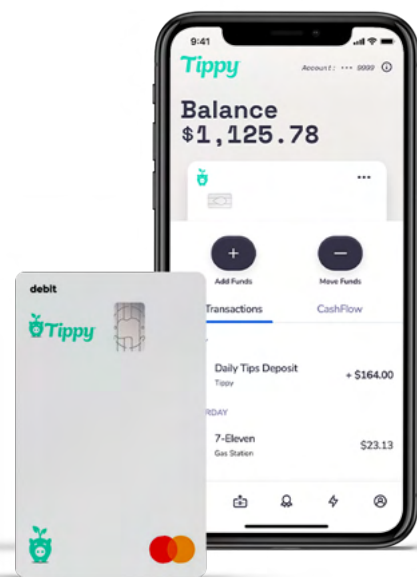 9:41
Tippy
Account: ••• 9999
Balance
$1,125.78
•••
Add Funds
Move Funds
Transactions
CashFlow
Daily Tips Deposit
Tippy
+ $164.00
RDAY
7-Eleven
Gas Station
$23.13
debit
Tippy